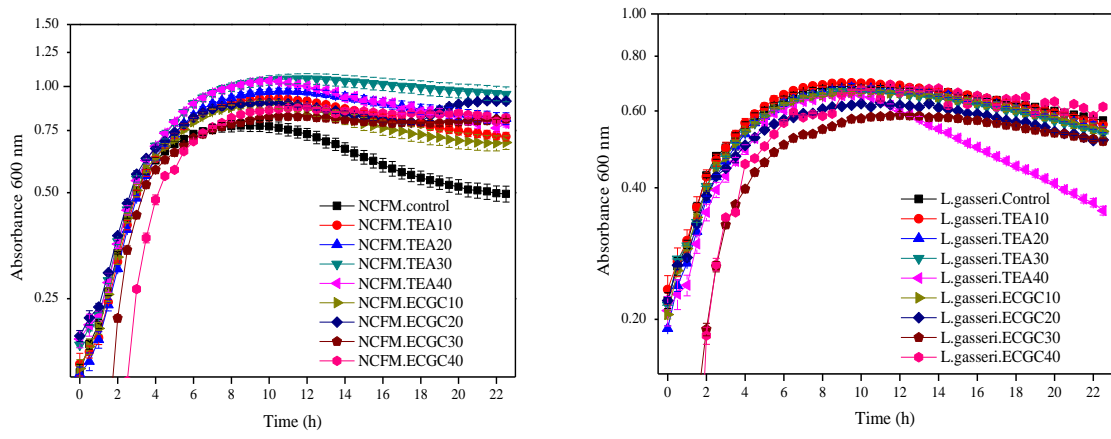 1.50
1.25
1.00
0.75
0.50
0.25
Absorbance 600 nm
0 2 4 6 8 10 12 14 16 18 20 22
Time (h)
NCFM.control
NCFM.TEA10
NCFM.TEA20
NCFM.TEA30
NCFM.TEA40
NCFM.ECGC10
NCFM.ECGC20
NCFM.ECGC30
NCFM.ECGC40
1.00
0.80
0.60
0.40
0.20
Absorbance 600 nm
0 2 4 6 8 10 12 14 16 18 20 22
Time (h)
L.gasseri.Control
L.gasseri.TEA10
L.gasseri.TEA20
L.gasseri.TEA30
L.gasseri.TEA40
L.gasseri.ECGC10
L.gasseri.ECGC20
L.gasseri.ECGC30
L.gasseri.ECGC40